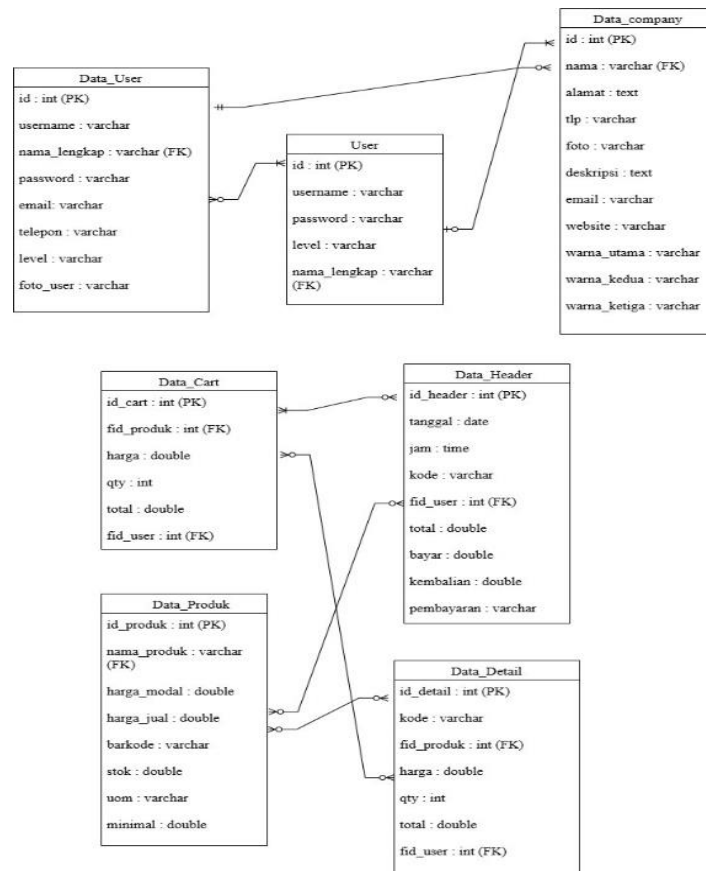 Data_company
id : int (PK)
nama : varchar (FK)
alamat : text
tlp : varchar
foto : varchar
deskripsi : text
email : varchar
website : varchar
warna_utama : varchar
warna_kedua : varchar
warna_ketiga : varchar
Data_User
id : int (PK)
username : varchar
nama_lengkap : varchar (FK)
password : varchar
email: varchar
telepon : varchar
level : varchar
foto_user : varchar
User
id : int (PK)
username : varchar
password : varchar
level : varchar
nama_lengkap : varchar
(FK)
Data_Cart
id_cart : int (PK)
fid_produk : int (FK)
harga : double
qty : int
total : double
fid_user : int (FK)
Data_Header
id_header : int (PK)
tanggal : date
jam : time
kode : varchar
fid_user : int (FK)
total : double
bayar : double
kembalian : double
pembayaran : varchar
Data_Produk
id_produk : int (PK)
nama_produk : varchar
(FK)
harga_modal : double
harga_jual : double
barkode : varchar
stok : double
uom : varchar
minimal : double
Data_Detail
id_detail : int (PK)
kode : varchar
fid_produk : int (FK)
harga : double
qty : int
total : double
fid_user : int (FK)